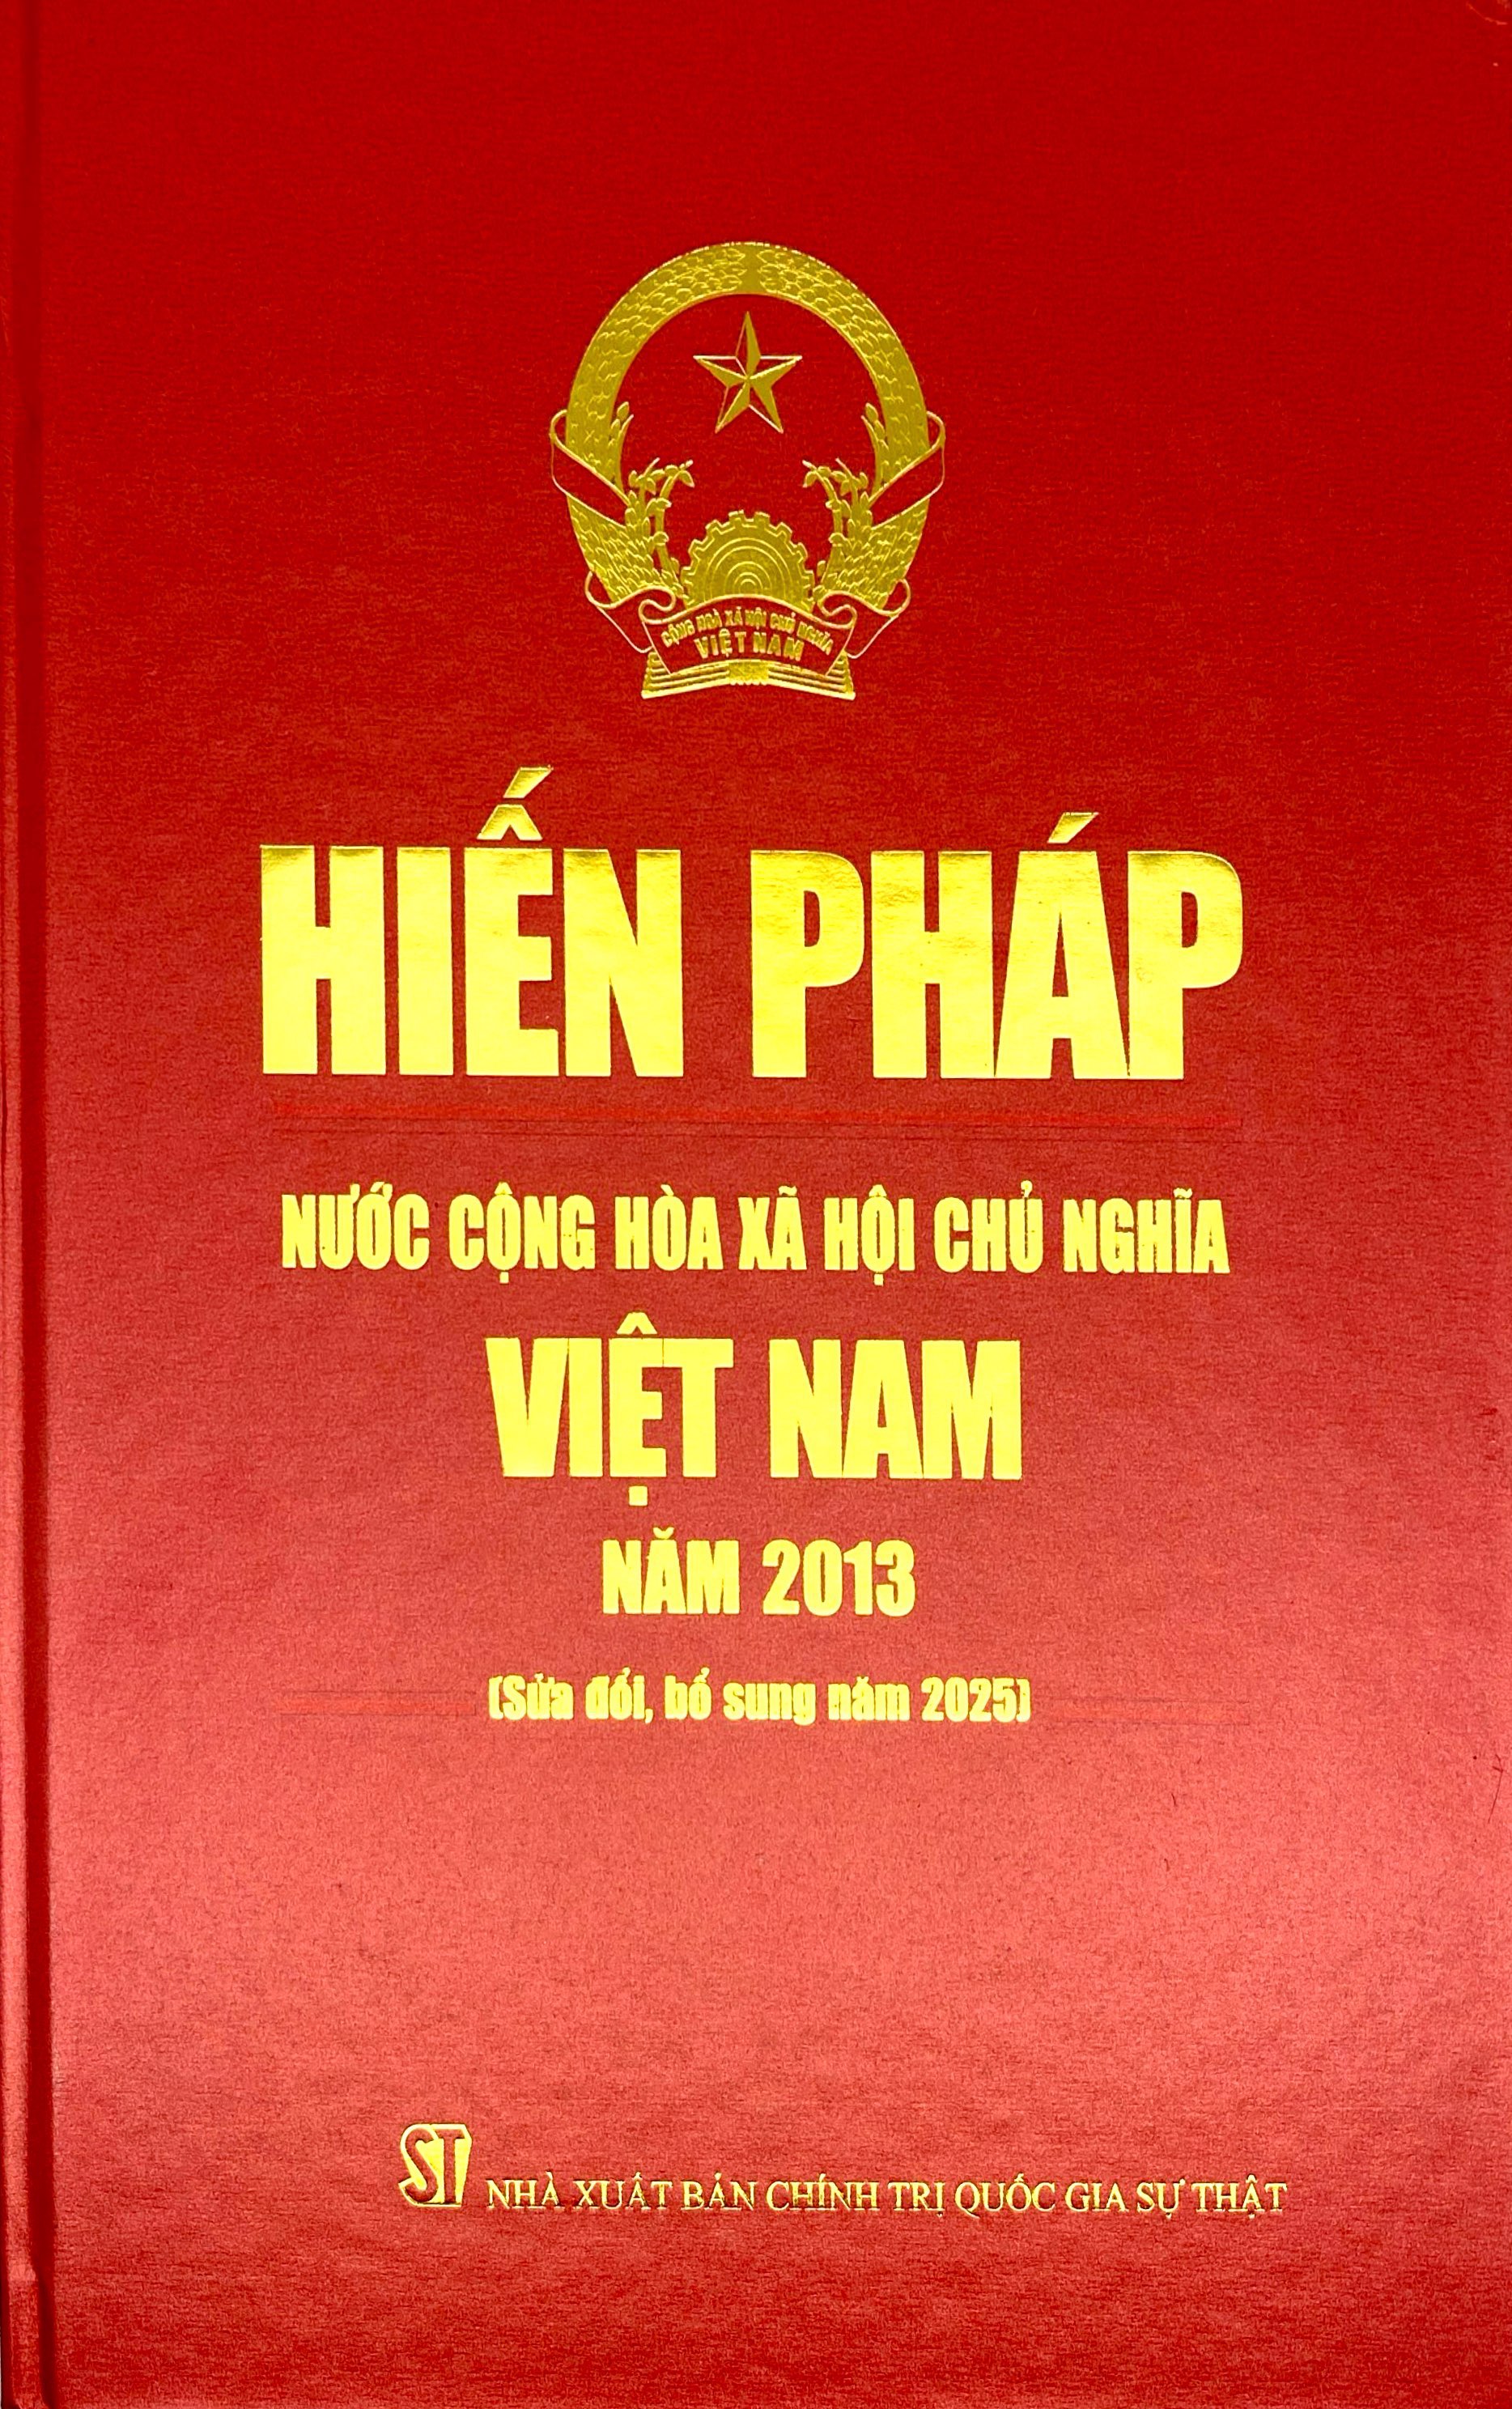 CỘNG HOÀ XÃ HỘI CHỦ NGHĨA
VIỆT NAM
HIẾN PHÁP
NƯỚC CỘNG HÒA XÃ HỘI CHỦ NGHĨA
VIỆT NAM
NĂM 2013
(Sửa đổi, bổ sung năm 2025)
ST NHÀ XUẤT BẢN CHÍNH TRỊ QUỐC GIA SỰ THẬT